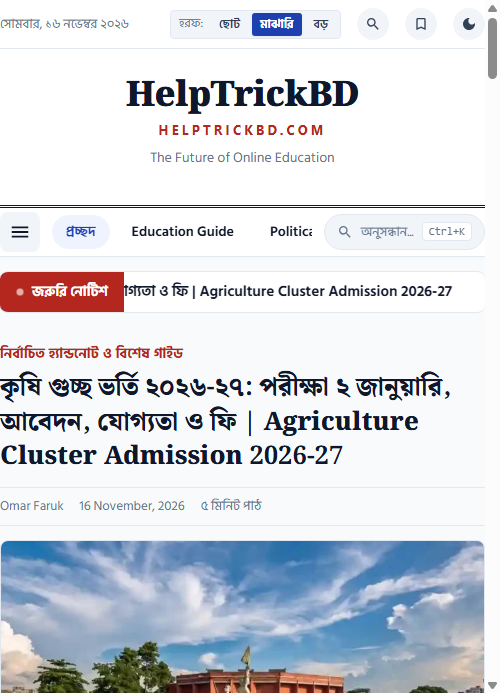 সোমবার, ১৬ নভেম্বর ২০২৬
হরফ: ছোট মাঝারি বড়
HelpTrickBD
HELPTRICKBD.COM
The Future of Online Education
প্রচ্ছদ Education Guide Politica অনুসন্ধান... Ctrl+K
জরুরি নোটিশ গ্যতা ও ফি | Agriculture Cluster Admission 2026-27
নির্বাচিত হ্যান্ডনোট ও বিশেষ গাইড
কৃষি গুচ্ছ ভর্তি ২০২৬-২৭: পরীক্ষা ২ জানুয়ারি,
আবেদন, যোগ্যতা ও ফি | Agriculture
Cluster Admission 2026-27
Omar Faruk 16 November, 2026 ৫ মিনিট পাঠ